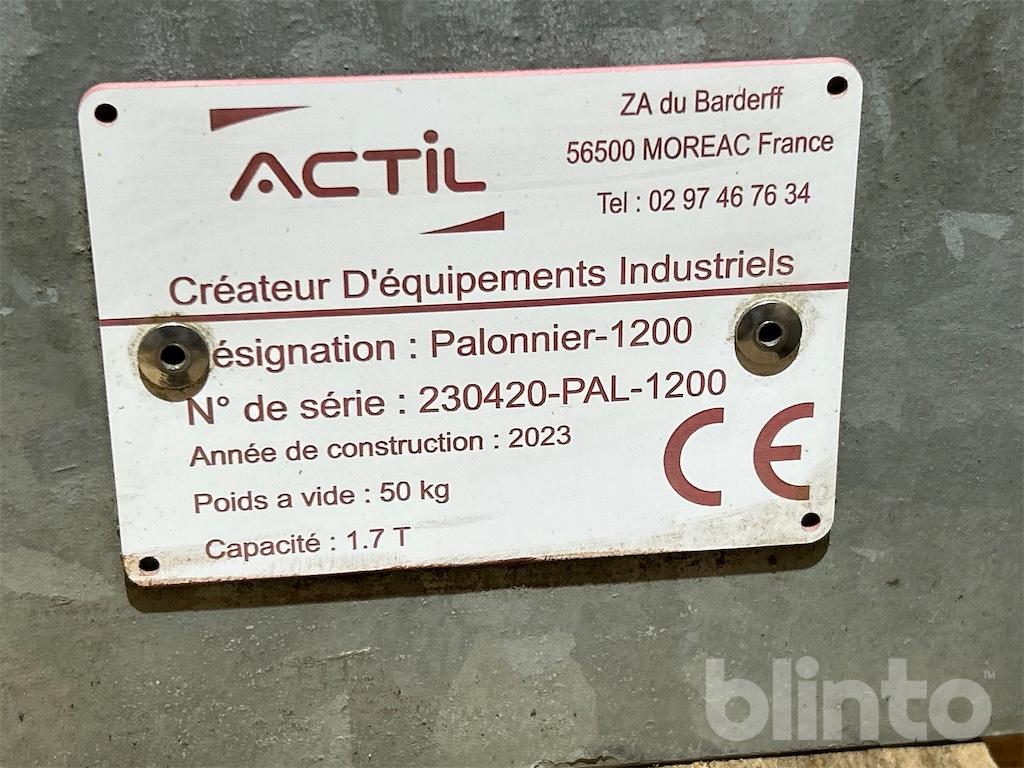 ACTIL
ZA du Barderff
56500 MOREAC France
Tel : 02 97 46 76 34
Créateur D'équipements Industriels
ésignation : Palonnier-1200
N° de série : 230420-PAL-1200
Année de construction : 2023
Poids a vide : 50 kg
Capacité : 1.7 T
CE
blinto™